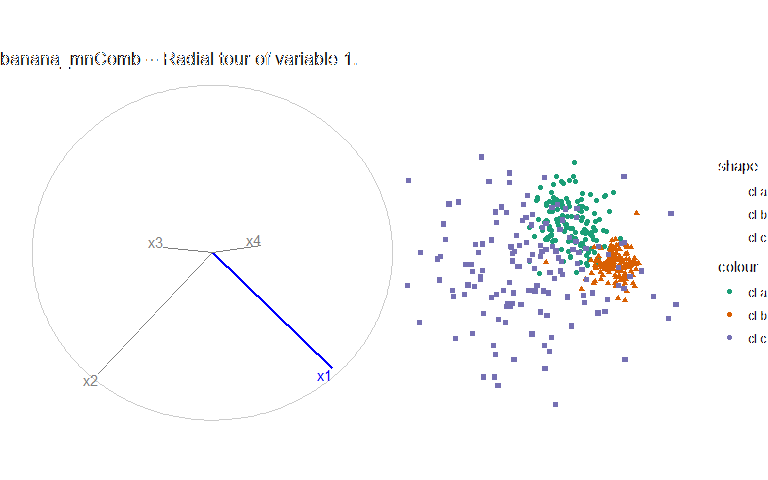 banana_mnComb --- Radial tour of variable 1.
x3
x4
x1
x2
shape
cl a
cl b
cl c
colour
cl a
cl b
cl c